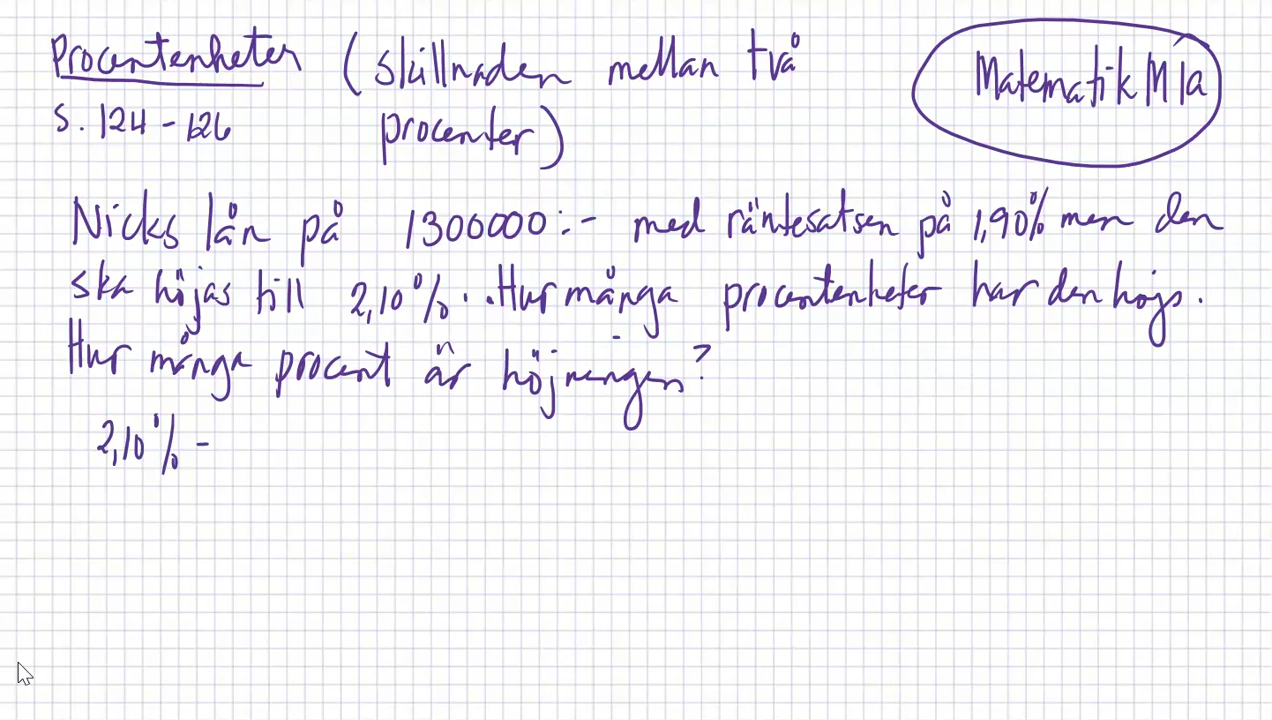 Procentenheter (skillnaden mellan två
s. 124 - 126 procenter)
Matematik M1a
Nicks lån på 1300000:- med räntesatsen på 1,90% men den
ska höjas till 2,10%. Hur många procentenheter har den höjs.
Hur många procent är höjningen?
2,10% -